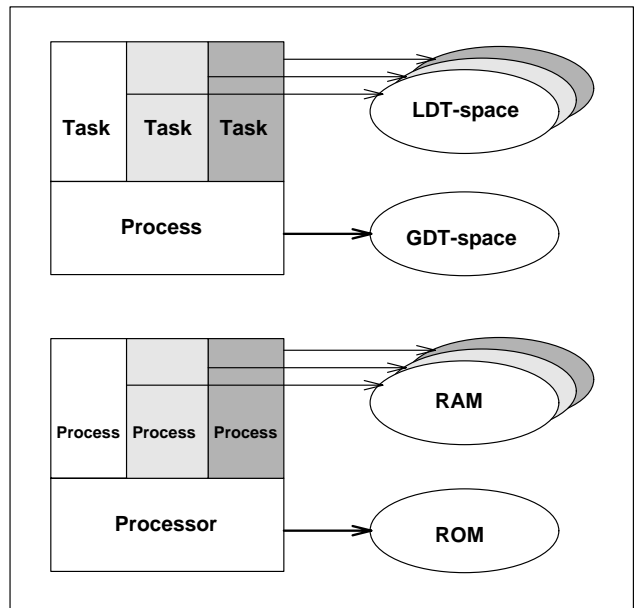 LDT-space
Task Task Task
Process
GDT-space
RAM
Process Process Process
Processor
ROM